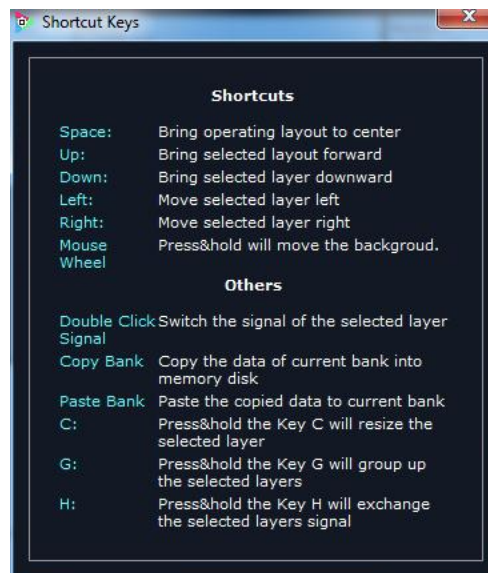 Shortcut Keys
X
Shortcuts
Space: Bring operating layout to center
Up: Bring selected layout forward
Down: Bring selected layer downward
Left: Move selected layer left
Right: Move selected layer right
Mouse Press&hold will move the backgroud.
Wheel
Others
Double Click Switch the signal of the selected layer
Signal
Copy Bank Copy the data of current bank into
memory disk
Paste Bank Paste the copied data to current bank
C: Press&hold the Key C will resize the
selected layer
G: Press&hold the Key G will group up
the selected layers
H: Press&hold the Key H will exchange
the selected layers signal